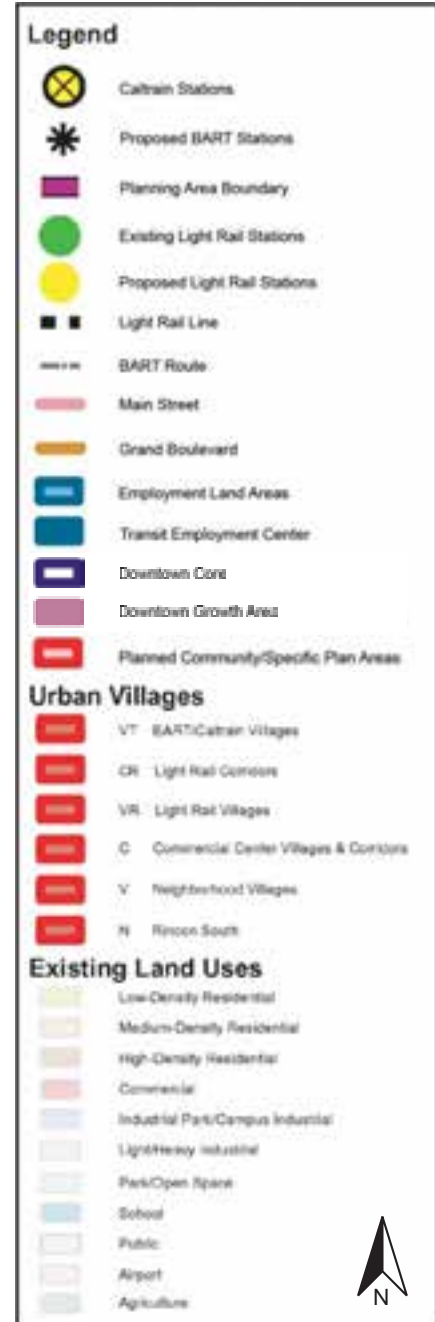 Legend
Caltrain Stations
Proposed BART Stations
Planning Area Boundary
Existing Light Rail Stations
Proposed Light Rail Stations
Light Rail Line
BART Route
Main Street
Grand Boulevard
Employment Land Areas
Transit Employment Center
Downtown Core
Downtown Growth Area
Planned Community/Specific Plan Areas
Urban Villages
VT BART/Caltrain Villages
CR Light Rail Corridors
VR Light Rail Villages
C Commercial Center Villages & Corridors
V Neighborhood Villages
N Rincon South
Existing Land Uses
Low-Density Residential
Medium-Density Residential
High-Density Residential
Commercial
Industrial Park/Campus Industrial
Light/Heavy Industrial
Park/Open Space
School
Public
Airport
Agriculture
N